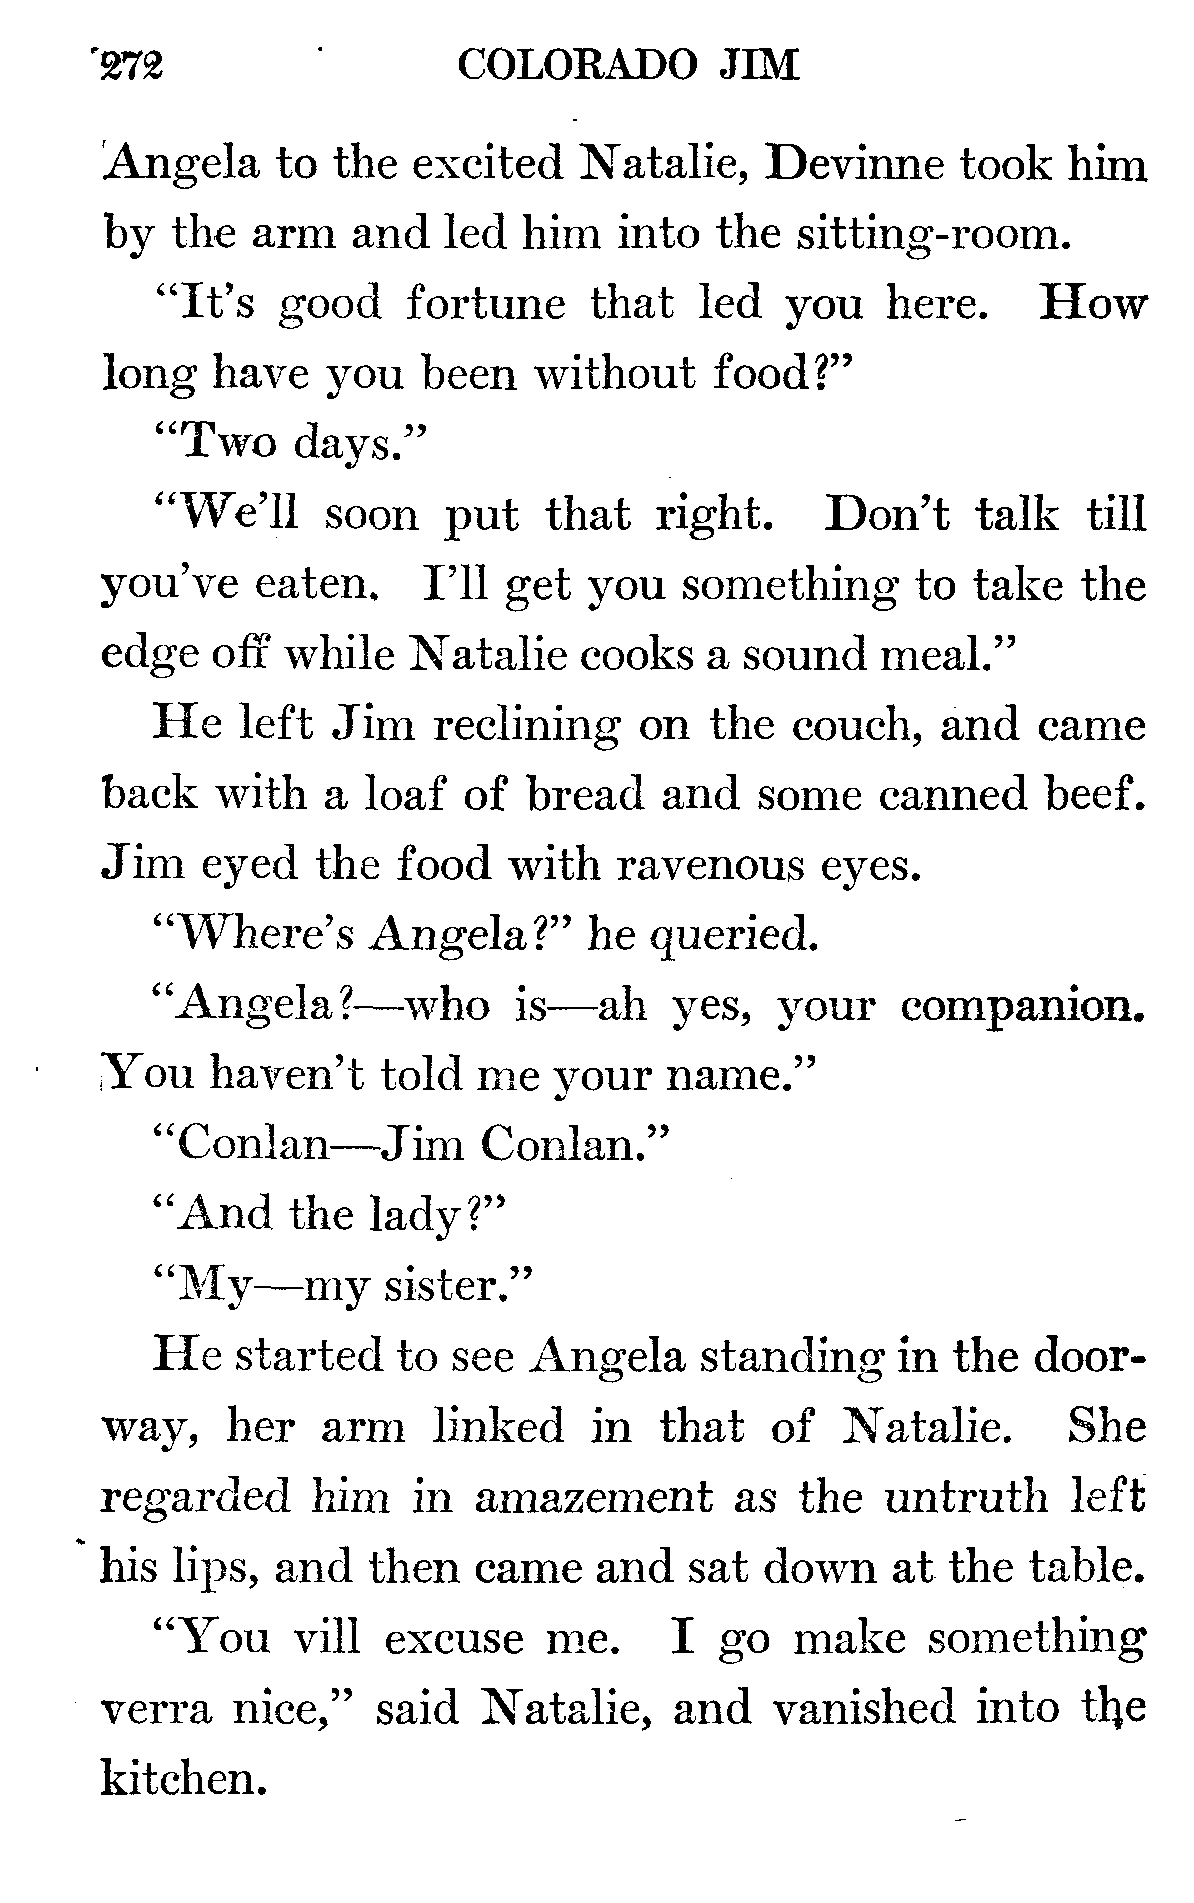 272 COLORADO JIM
Angela to the excited Natalie, Devinne took him
by the arm and led him into the sitting-room.
“It’s good fortune that led you here. How
long have you been without food?”
“Two days.”
“We’ll soon put that right. Don’t talk till
you’ve eaten. I’ll get you something to take the
edge off while Natalie cooks a sound meal.”
He left Jim reclining on the couch, and came
back with a loaf of bread and some canned beef.
Jim eyed the food with ravenous eyes.
“Where’s Angela?” he queried.
“Angela?—who is—ah yes, your companion.
You haven’t told me your name.”
“Conlan—Jim Conlan.”
“And the lady?”
“My—my sister.”
He started to see Angela standing in the door-
way, her arm linked in that of Natalie. She
regarded him in amazement as the untruth left
his lips, and then came and sat down at the table.
“You vill excuse me. I go make something
verra nice,” said Natalie, and vanished into the
kitchen.